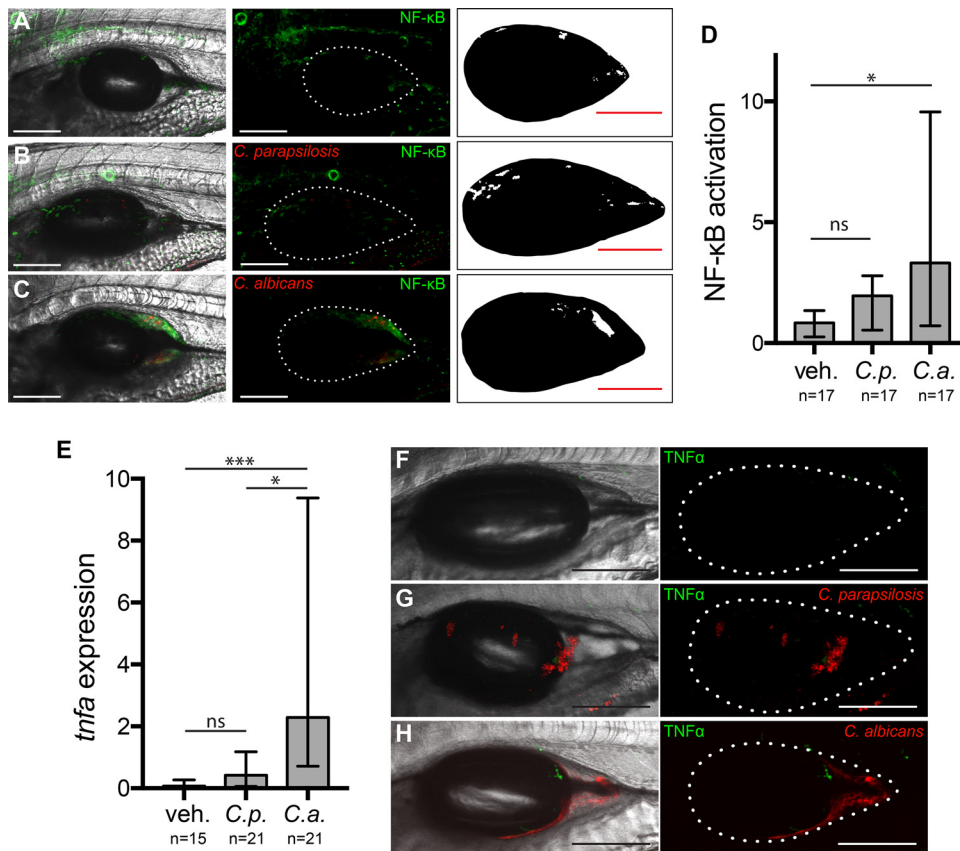 A
NF-κB
B
C. parapsilosis
NF-κB
C
C. albicans
NF-κB
D
NF-κB activation
10
5
0
*
ns
veh.
C.p.
C.a.
n=17
n=17
n=17
E
tnfa expression
10
8
6
4
2
0
***
*
ns
veh.
C.p.
C.a.
n=15
n=21
n=21
F
TNFα
G
TNFα
C. parapsilosis
H
TNFα
C. albicans